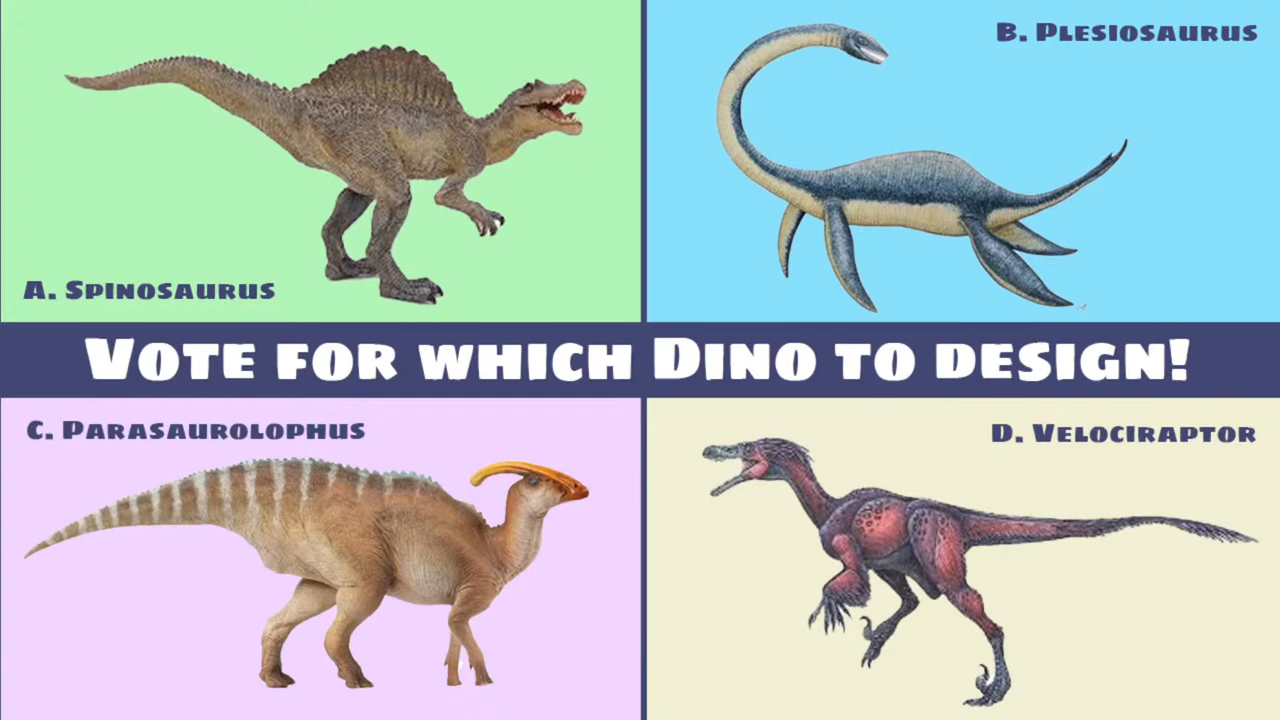 B. Plesiosaurus
A. Spinosaurus
Vote for which Dino to design!
C. Parasaurolophus
D. Velociraptor